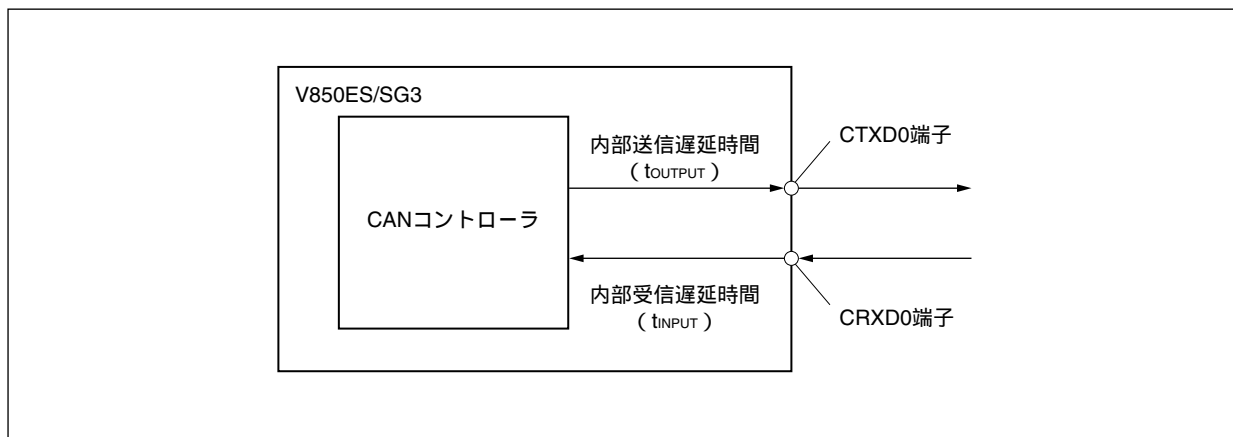 V850ES/SG3
CANコントローラ
内部送信遅延時間
（tOUTPUT）
CTXD0端子
内部受信遅延時間
（tINPUT）
CRXD0端子